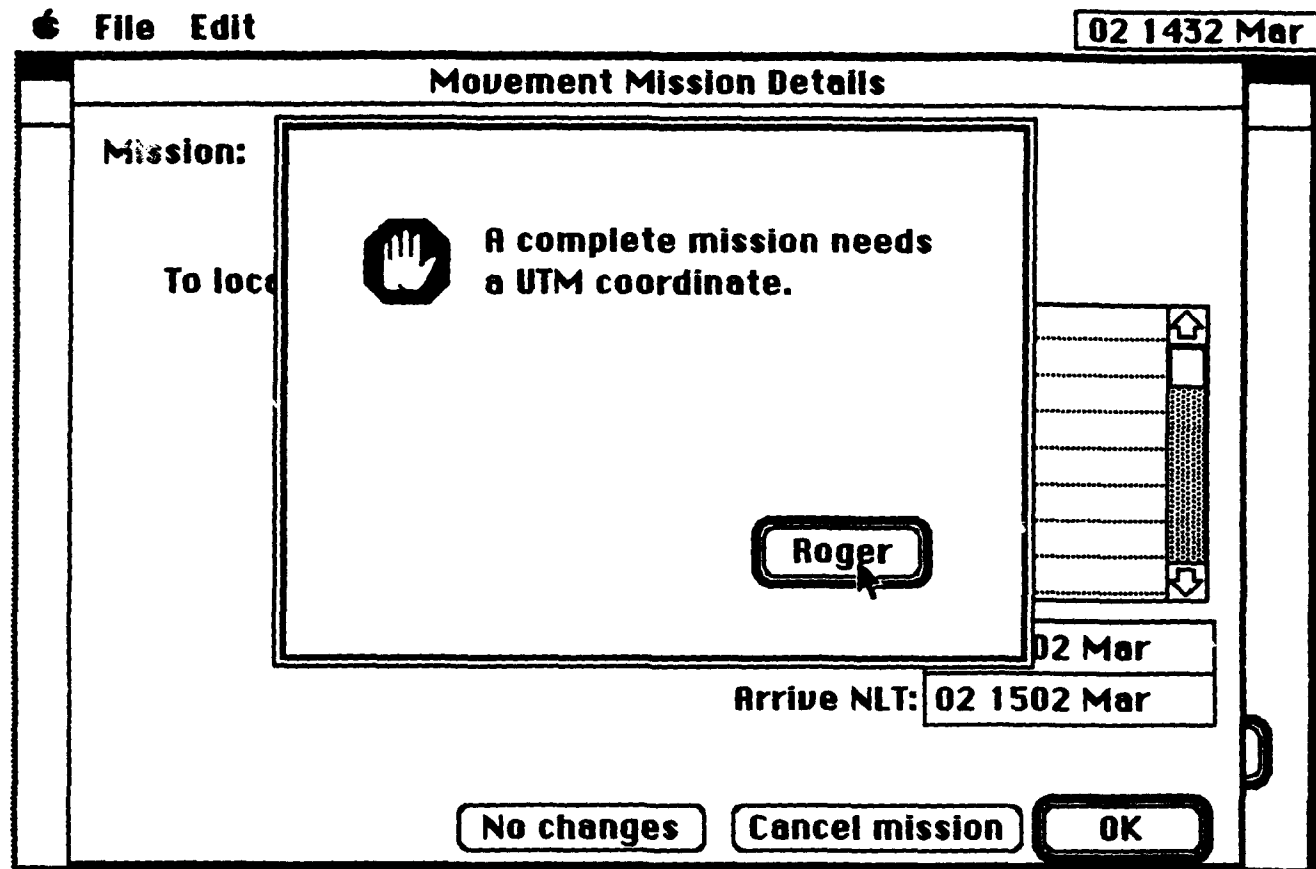 File Edit
02 1432 Mar
Movement Mission Details
Mission:
A complete mission needs
a UTM coordinate.
To loc
Roger
02 Mar
Arrive NLT: 02 1502 Mar
No changes
Cancel mission
OK